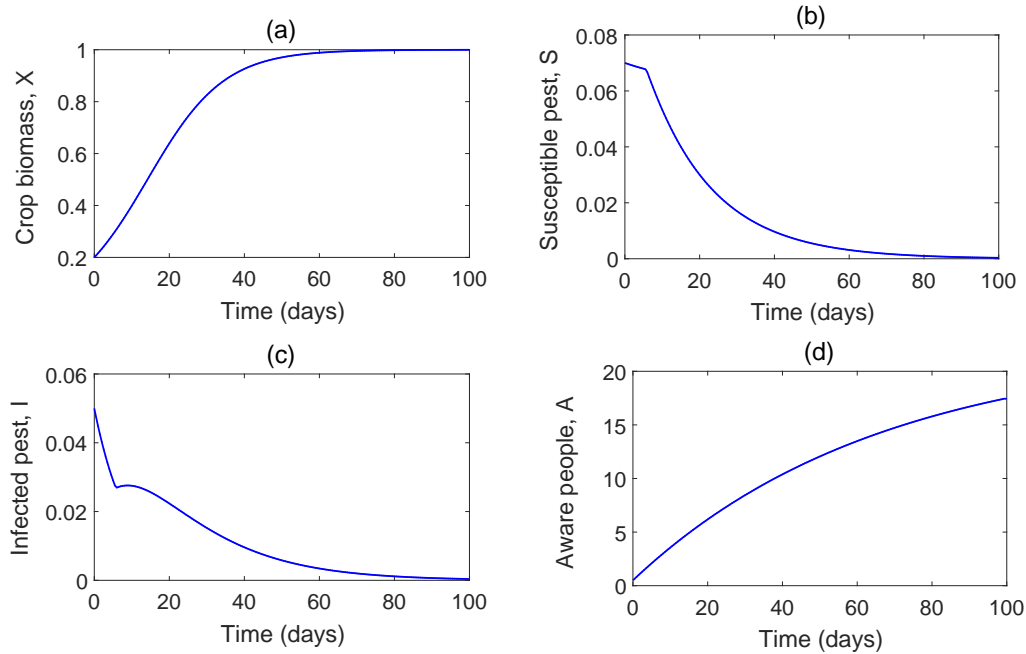 (a)
1
0.8
0.6
0.4
0.2
Crop biomass, X
0 20 40 60 80 100
Time (days)
(b)
0.08
0.06
0.04
0.02
0
Susceptible pest, S
0 20 40 60 80 100
Time (days)
(c)
0.06
0.04
0.02
0
Infected pest, I
0 20 40 60 80 100
Time (days)
(d)
20
15
10
5
0
Aware people, A
0 20 40 60 80 100
Time (days)